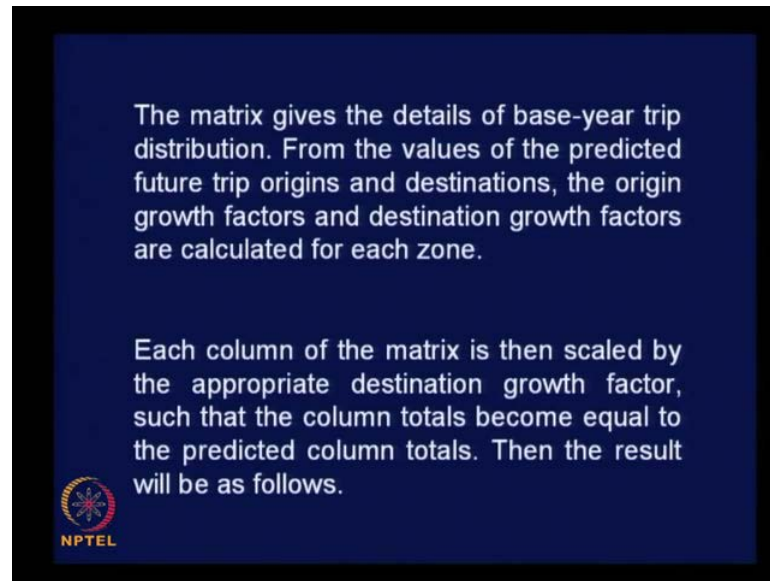 The matrix gives the details of base-year trip
distribution. From the values of the predicted
future trip origins and destinations, the origin
growth factors and destination growth factors
are calculated for each zone.
Each column of the matrix is then scaled by
the appropriate destination growth factor,
such that the column totals become equal to
the predicted column totals. Then the result
will be as follows.
NPTEL